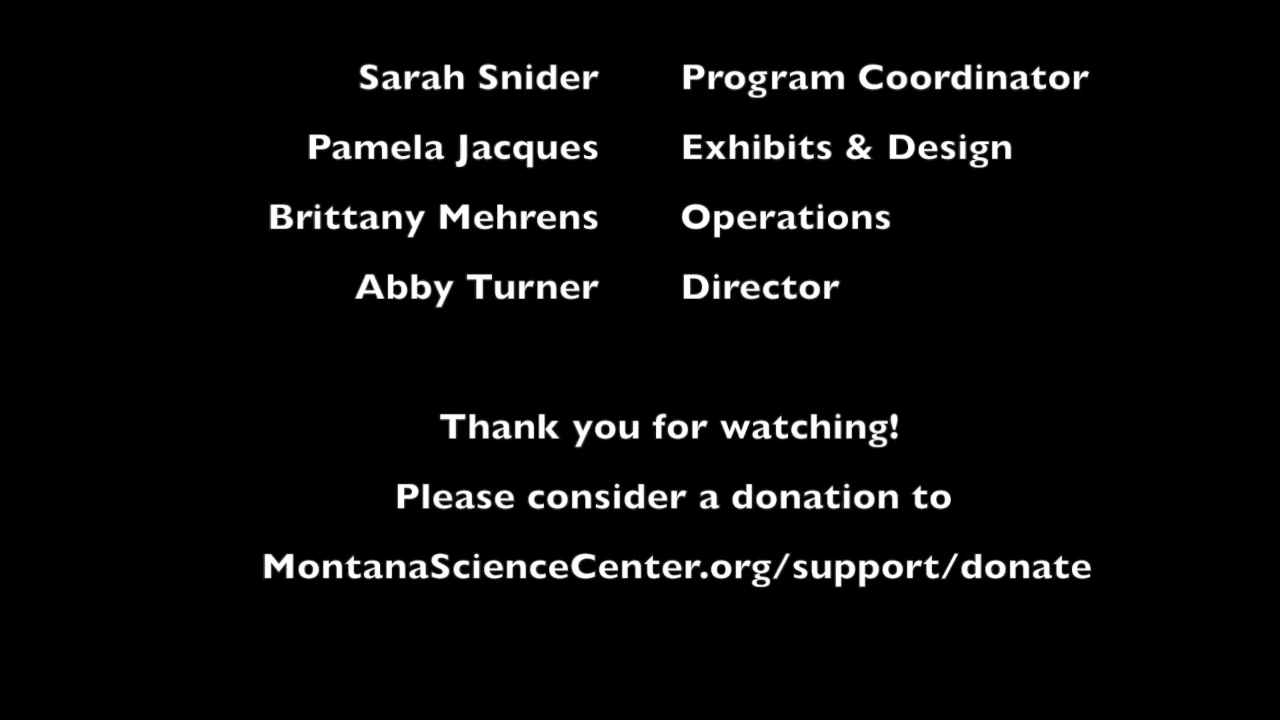 Sarah Snider Program Coordinator
Pamela Jacques Exhibits & Design
Brittany Mehrens Operations
Abby Turner Director
Thank you for watching!
Please consider a donation to
MontanaScienceCenter.org/support/donate